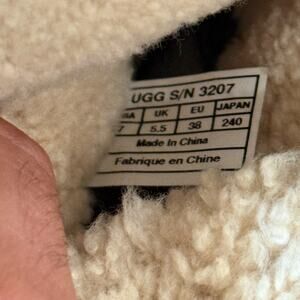 UGG S/N 3207
UK EU JAPAN
7 5.5 38 240
Made In China
Fabrique en Chine